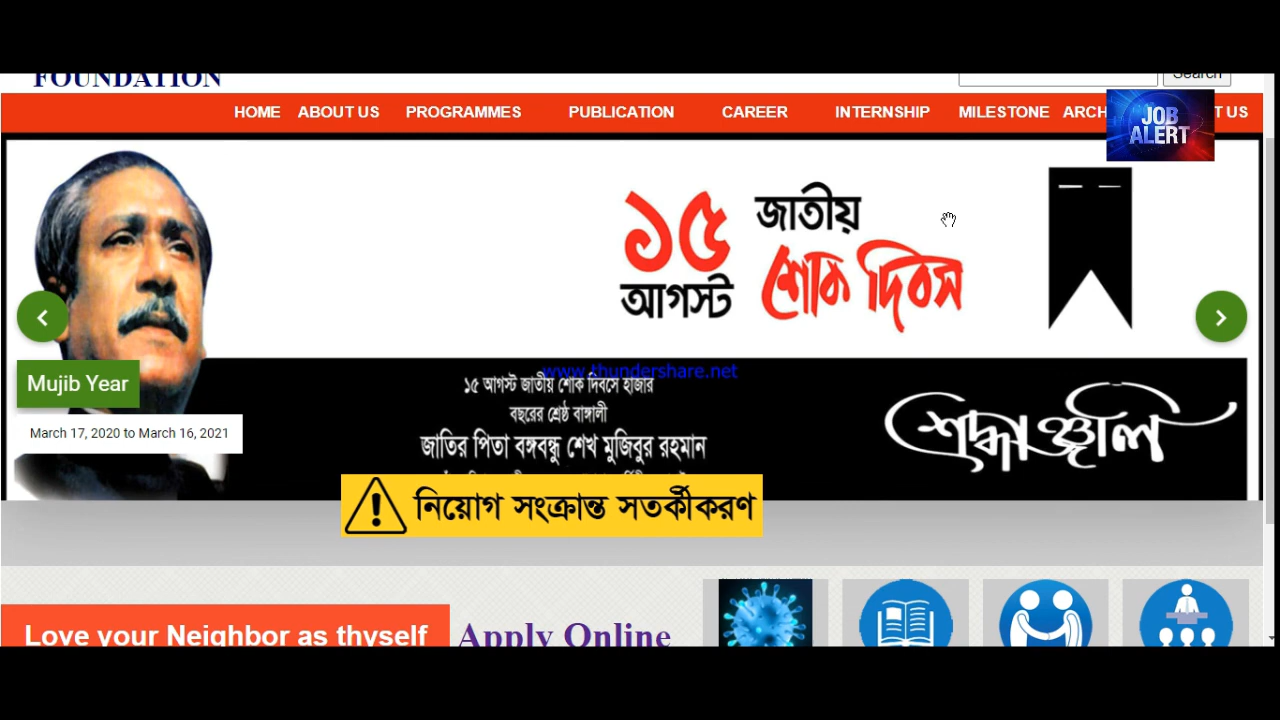 FOUNDATION
Search
HOME ABOUT US PROGRAMMES PUBLICATION CAREER INTERNSHIP MILESTONE ARCH T US
JOB
ALERT
১৫
আগস্ট
জাতীয়
শোক দিবস
Mujib Year
March 17, 2020 to March 16, 2021
www.thundershare.net
১৫ আগস্ট জাতীয় শোক দিবসে হাজার
বছরের শ্রেষ্ঠ বাঙ্গালী
জাতির পিতা বঙ্গবন্ধু শেখ মুজিবুর রহমান
শ্রদ্ধাঞ্জলি
নিয়োগ সংক্রান্ত সতর্কীকরণ
Love your Neighbor as thyself
Apply Online